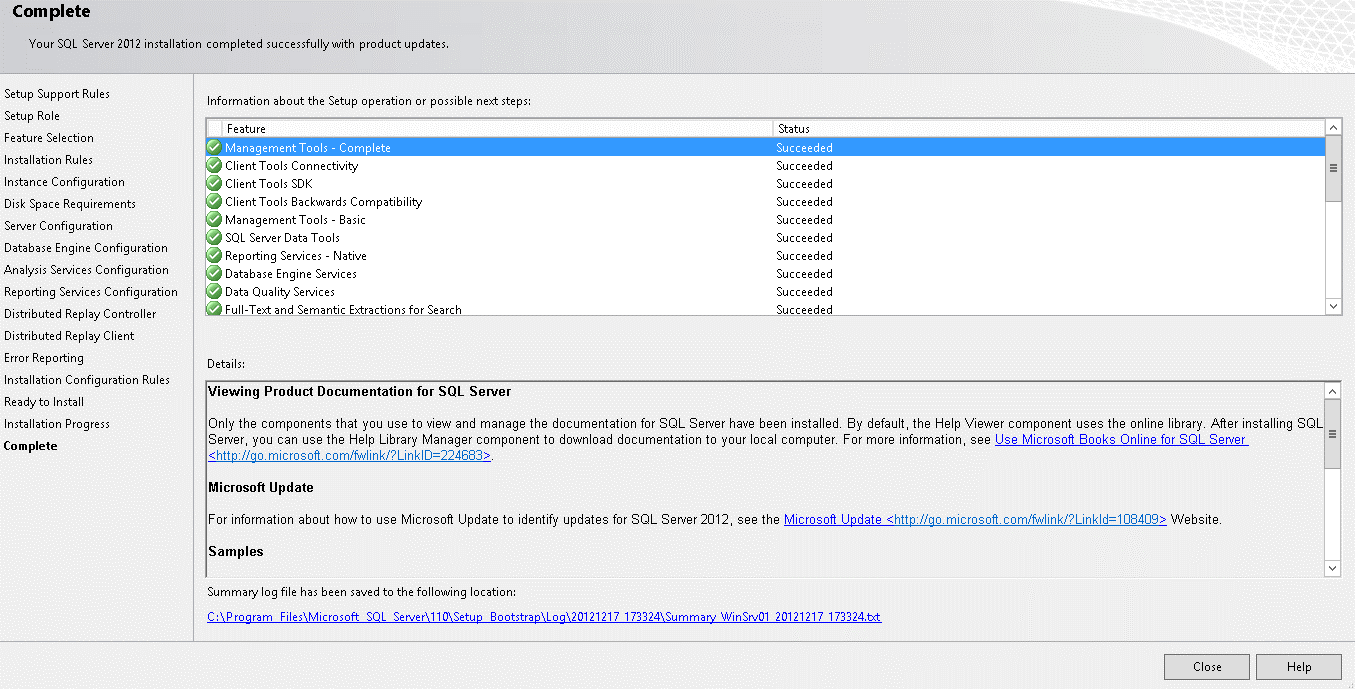 Complete
Your SQL Server 2012 installation completed successfully with product updates.
Setup Support Rules
Setup Role
Feature Selection
Installation Rules
Instance Configuration
Disk Space Requirements
Server Configuration
Database Engine Configuration
Analysis Services Configuration
Reporting Services Configuration
Distributed Replay Controller
Distributed Replay Client
Error Reporting
Installation Configuration Rules
Ready to Install
Installation Progress
Complete
Information about the Setup operation or possible next steps:
Feature Status
Management Tools - Complete Succeeded
Client Tools Connectivity Succeeded
Client Tools SDK Succeeded
Client Tools Backwards Compatibility Succeeded
Management Tools - Basic Succeeded
SQL Server Data Tools Succeeded
Reporting Services - Native Succeeded
Database Engine Services Succeeded
Data Quality Services Succeeded
Full-Text and Semantic Extractions for Search Succeeded
Details:
Viewing Product Documentation for SQL Server
Only the components that you use to view and manage the documentation for SQL Server have been installed. By default, the Help Viewer component uses the online library. After installing SQL
Server, you can use the Help Library Manager component to download documentation to your local computer. For more information, see Use Microsoft Books Online for SQL Server
<http://go.microsoft.com/fwlink/?LinkID=224683>.
Microsoft Update
For information about how to use Microsoft Update to identify updates for SQL Server 2012, see the Microsoft Update <http://go.microsoft.com/fwlink/?LinkId=108409> Website.
Samples
Summary log file has been saved to the following location:
C:\Program Files\Microsoft SQL Server\110\Setup Bootstrap\Log\20121217_173324\Summary_WinSrv01_20121217_173324.txt
Close Help